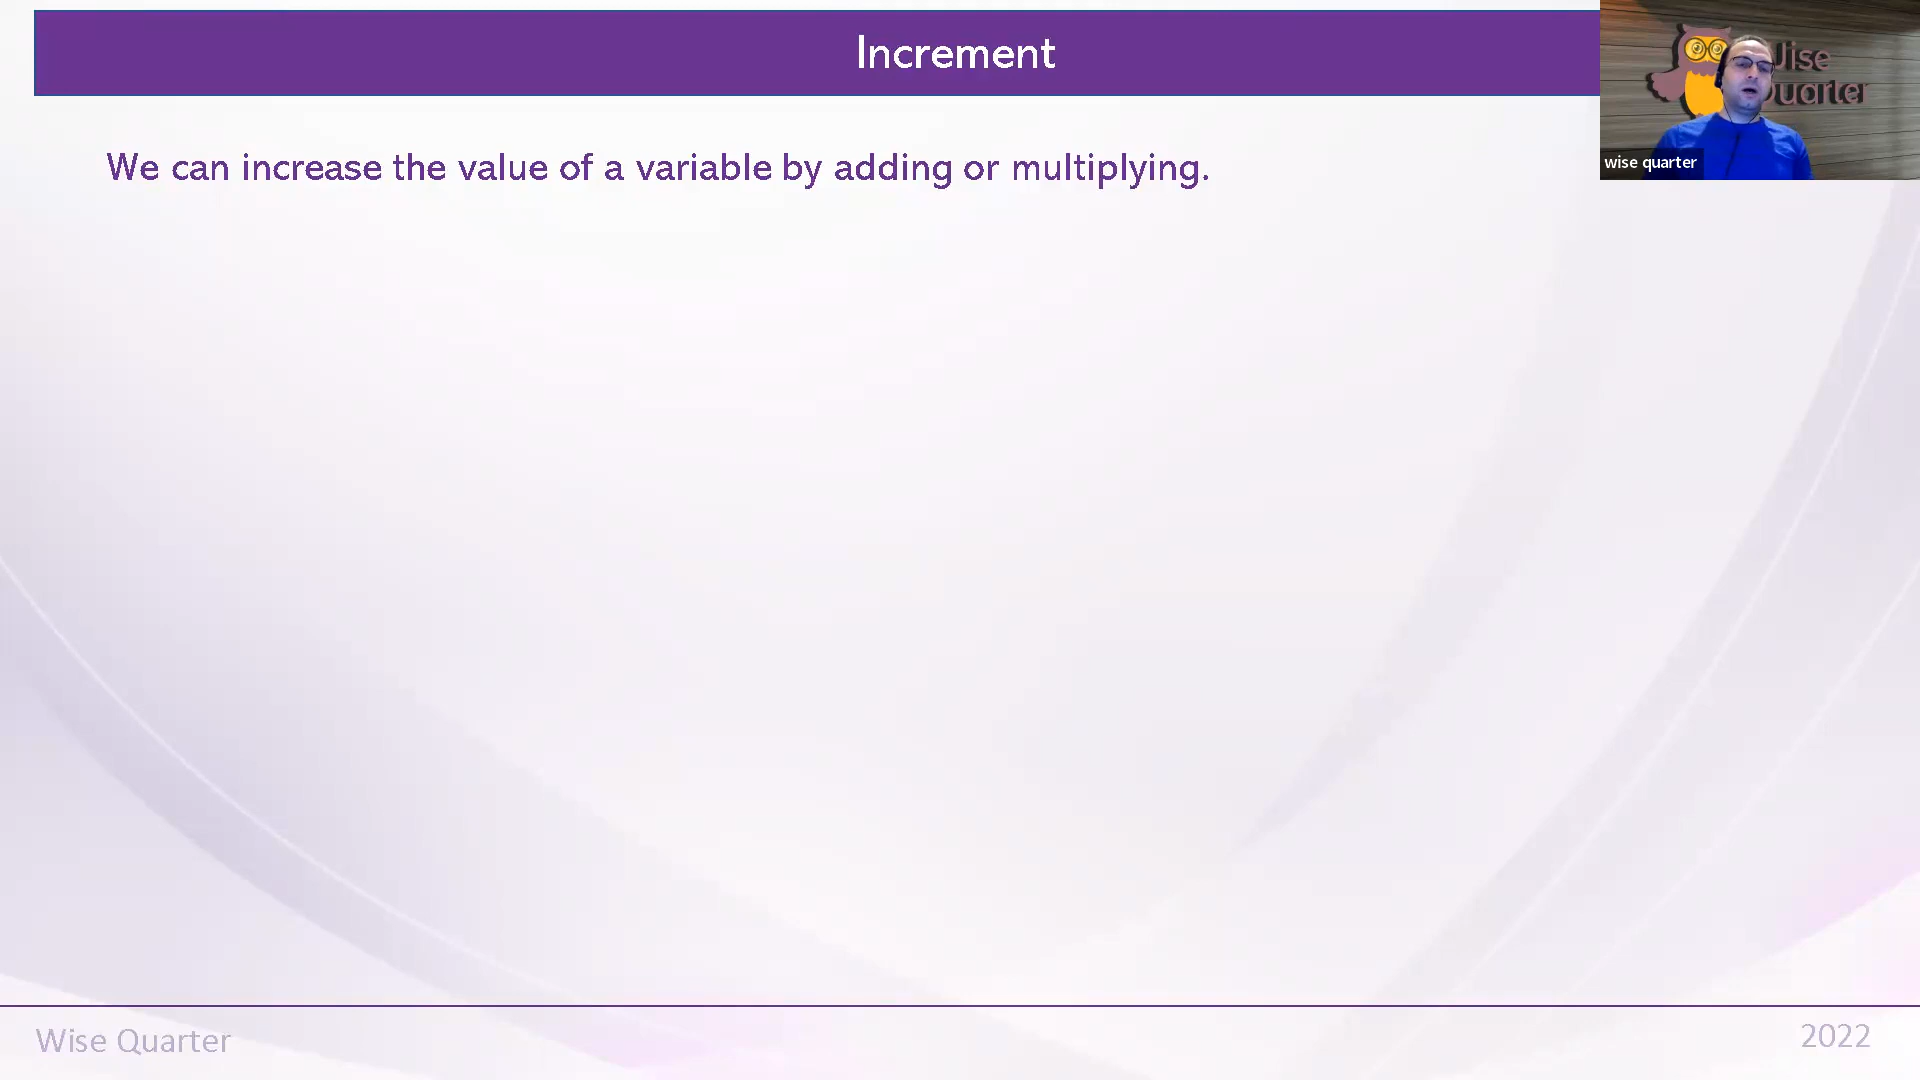 Increment
We can increase the value of a variable by adding or multiplying.
wise quarter
Wise Quarter
2022